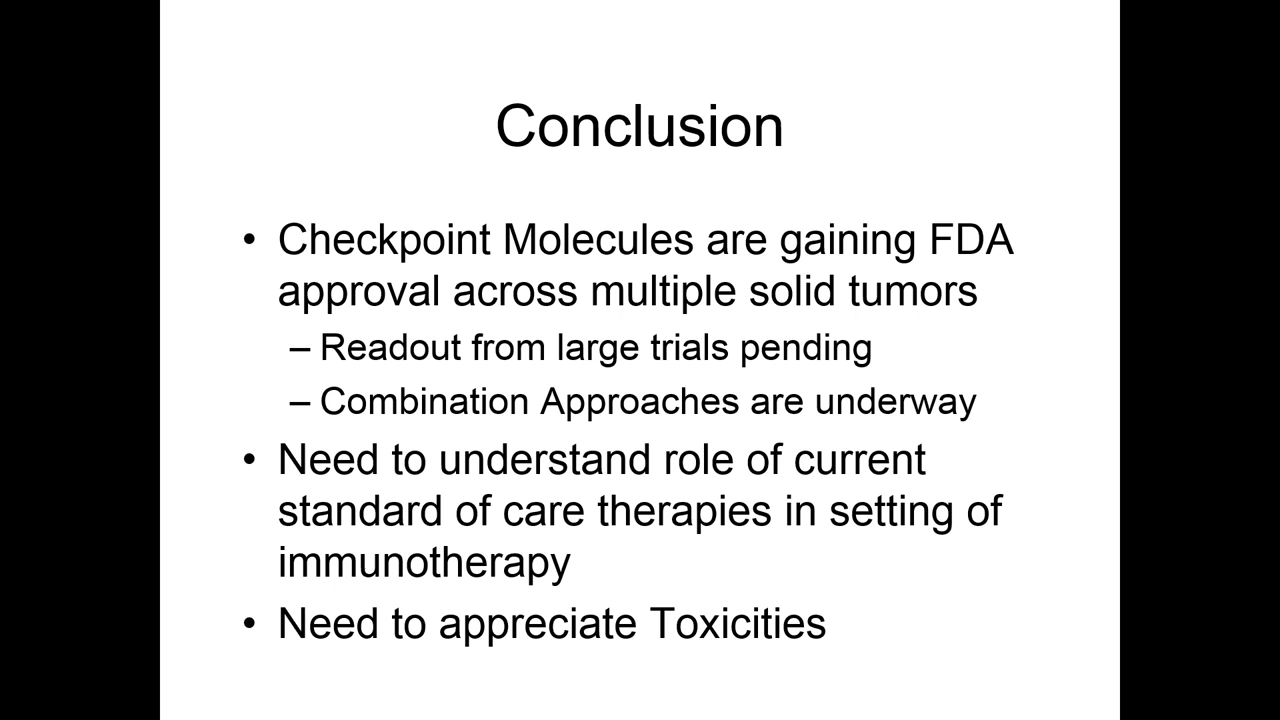 Conclusion
• Checkpoint Molecules are gaining FDA
approval across multiple solid tumors
– Readout from large trials pending
– Combination Approaches are underway
• Need to understand role of current
standard of care therapies in setting of
immunotherapy
• Need to appreciate Toxicities